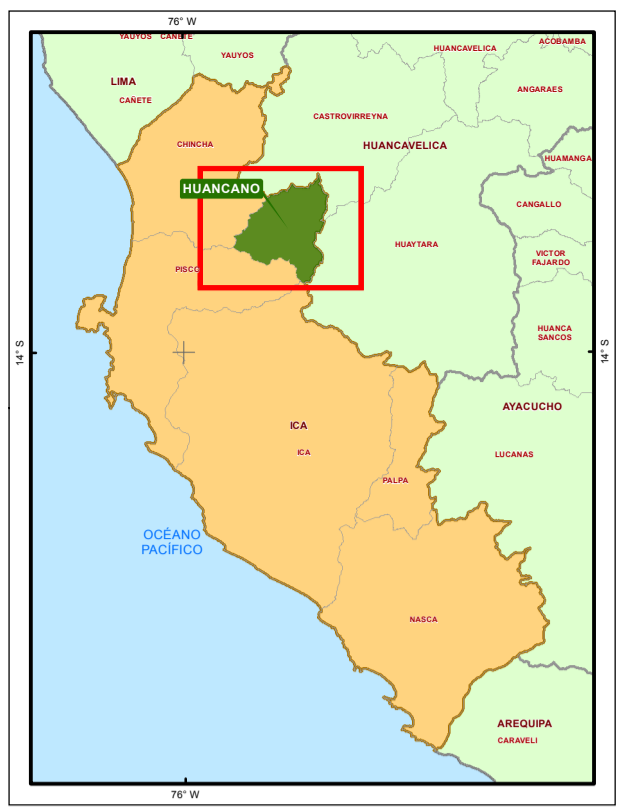 76° W
YAUYOS CAÑETE
YAUYOS
HUANCAVELICA
ACOBAMBA
LIMA
CAÑETE
ANGARAES
CASTROVIRREYNA
CHINCHA
HUANCAVELICA
HUAMANGA
HUANCANO
CANGALLO
HUAYTARA
VICTOR
FAJARDO
PISCO
HUANCA
SANCOS
14° S
14° S
AYACUCHO
ICA
ICA
LUCANAS
PALPA
OCÉANO
PACÍFICO
NASCA
AREQUIPA
CARAVELI
76° W